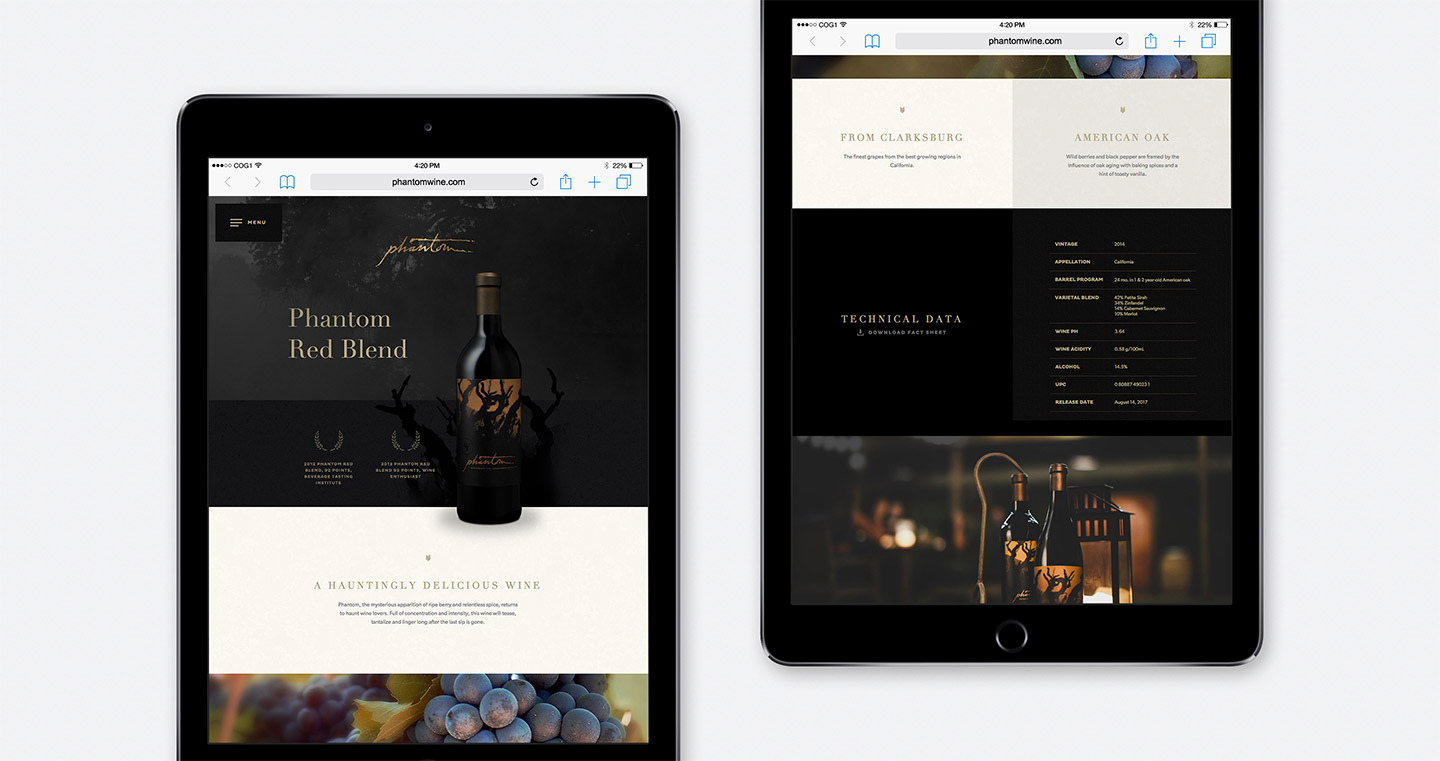 ●●●○○ COG1
4:20 PM
22%
phantomwine.com
MENU
phantom
Phantom
Red Blend
phantom
2013 PHANTOM RED
BLEND, 93 POINTS,
BEVERAGE TASTING
INSTITUTE
2013 PHANTOM RED
BLEND 90 POINTS, WINE
ENTHUSIAST
A HAUNTINGLY DELICIOUS WINE
Phantom, the mysterious apparition of ripe berry and relentless spice, returns
to haunt wine lovers. Full of concentration and intensity, this wine will tease,
tantalize and linger long after the last sip is gone.
●●●○○ COG1
4:20 PM
22%
phantomwine.com
FROM CLARKSBURG
The finest grapes from the best growing regions in
California.
AMERICAN OAK
Wild berries and black pepper are framed by the
influence of oak aging with baking spices and a
hint of toasty vanilla.
TECHNICAL DATA
DOWNLOAD FACT SHEET
VINTAGE 2014
APPELLATION California
BARREL PROGRAM 24 mo. in 1 & 2 year-old American oak
VARIETAL BLEND 42% Petite Sirah
34% Zinfandel
14% Cabernet Sauvignon
10% Merlot
WINE PH 3.64
WINE ACIDITY 0.58 g/100mL
ALCOHOL 14.5%
UPC 0 80887 49023 1
RELEASE DATE August 14, 2017